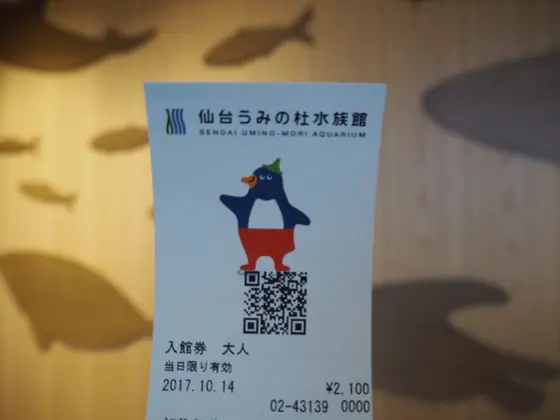 仙台うみの杜水族館
SENDAI UMINO-MORI AQUARIUM
入館券 大人
当日限り有効
2017.10.14 ¥2,100
02-43139 0000